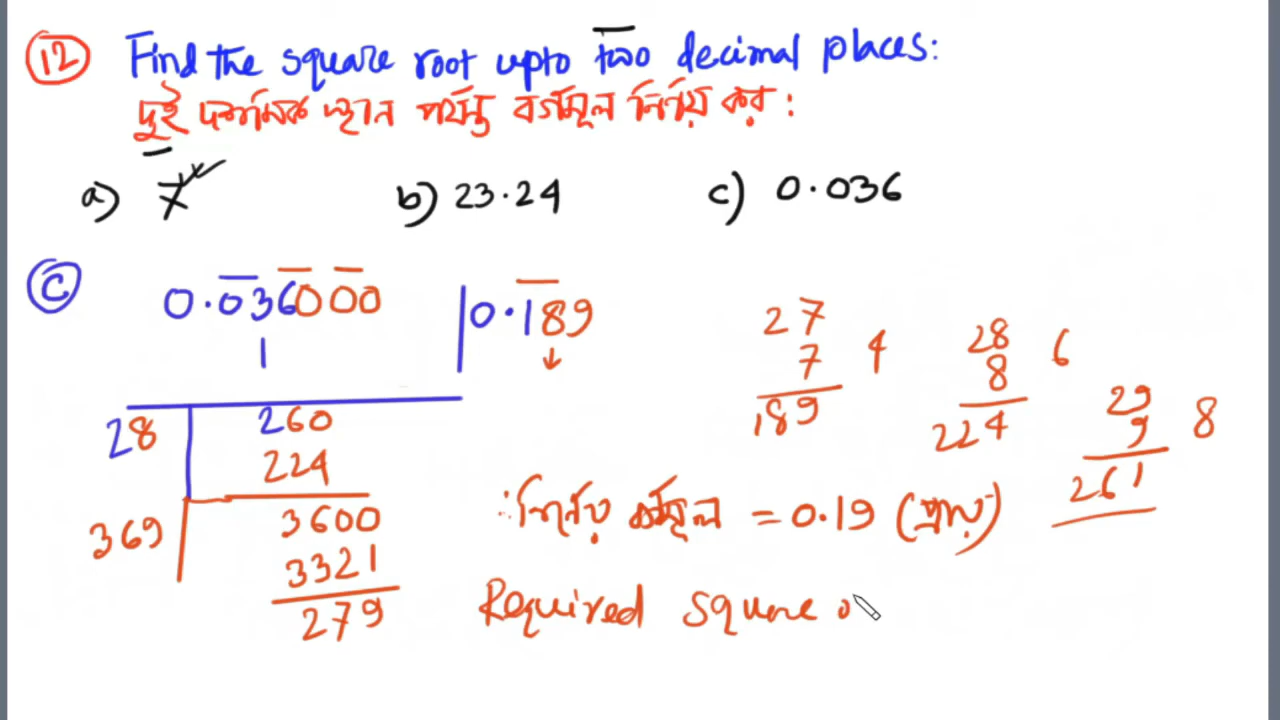 12 Find the square root upto two decimal places:
দুই দশমিক স্থান পর্যন্ত বর্গমূল নির্ণয় কর:
a) 7 b) 23.24 c) 0.036
C 0.036000 0.189
1
28 260
224
369 3600
3321
279
27
7 4
189
28
8 6
224
29
9 8
261
∴ নির্ণেয় বর্গমূল = 0.19 (প্রায়)
Required square